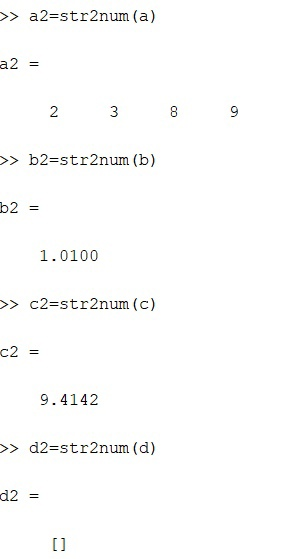 >> a2=str2num(a)
a2 =
2 3 8 9
>> b2=str2num(b)
b2 =
1.0100
>> c2=str2num(c)
c2 =
9.4142
>> d2=str2num(d)
d2 =
[]